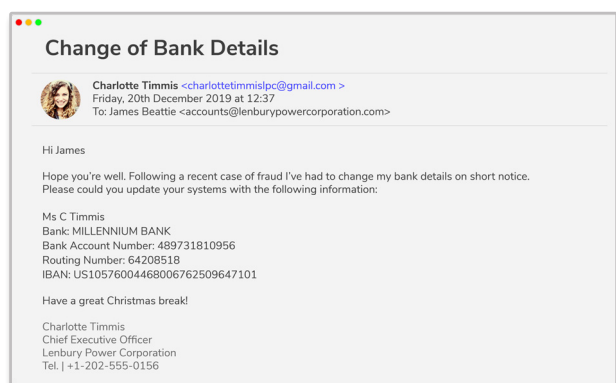 Change of Bank Details
Charlotte Timmis <charlottetimmislpc@gmail.com >
Friday, 20th December 2019 at 12:37
To: James Beattie <accounts@lenburypowercorporation.com>
Hi James
Hope you're well. Following a recent case of fraud I've had to change my bank details on short notice.
Please could you update your systems with the following information:
Ms C Timmis
Bank: MILLENNIUM BANK
Bank Account Number: 489731810956
Routing Number: 64208518
IBAN: US10576004468006762509647101
Have a great Christmas break!
Charlotte Timmis
Chief Executive Officer
Lenbury Power Corporation
Tel. | +1-202-555-0156